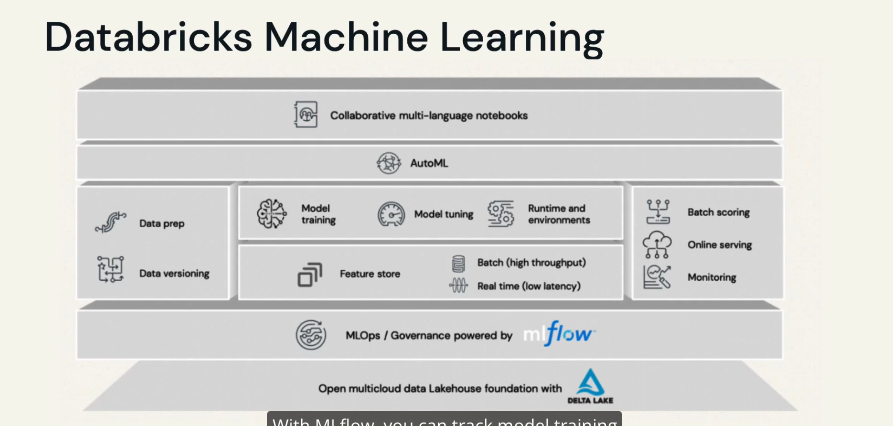 Databricks Machine Learning
Collaborative multi-language notebooks
AutoML
Data prep
Data versioning
Model
training
Model tuning
Runtime and
environments
Feature store
Batch (high throughput)
Real time (low latency)
Batch scoring
Online serving
Monitoring
MLOps / Governance powered by mlflow
Open multicloud data Lakehouse foundation with
DELTA LAKE
With MLflow, you can track model training